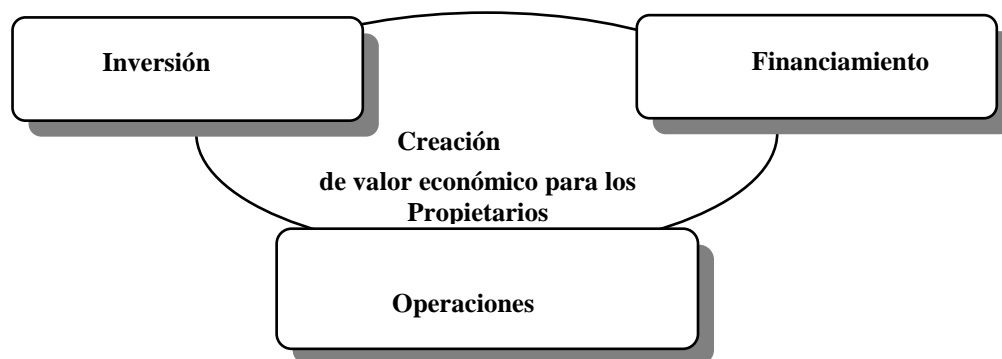 Inversión
Financiamiento
Creación
de valor económico para los
Propietarios
Operaciones